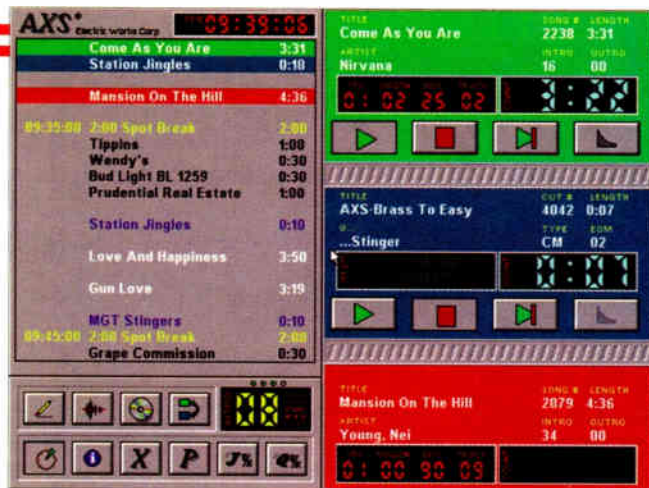 AXS Electric Works Corp 09:39:06
Come As You Are 3:31
Station Jingles 0:10
Mansion On The Hill 4:36
09:35:00 2:00 Spot Break 2:00
Tippins 1:00
Wendy's 0:30
Bud Light BL 1259 0:30
Prudential Real Estate 1:00
Station Jingles 0:10
Love And Happiness 3:50
Gun Love 3:19
MGT Stingers 0:10
09:45:00 2:00 Spot Break 2:00
Grape Commission 0:30
00
X P J% @%
TITLE SONG # LENGTH
Come As You Are 2238 3:31
ARTIST INTRO OUTRO
Nirvana 16 00
01 02 25 02 3:22
TITLE CUT # LENGTH
AXS-Brass To Easy 4042 0:07
TYPE EOM
...Stinger CM 02
0:07
TITLE SONG # LENGTH
Mansion On The Hill 2879 4:36
ARTIST INTRO OUTRO
Young, Nei 34 00
01 00 90 09